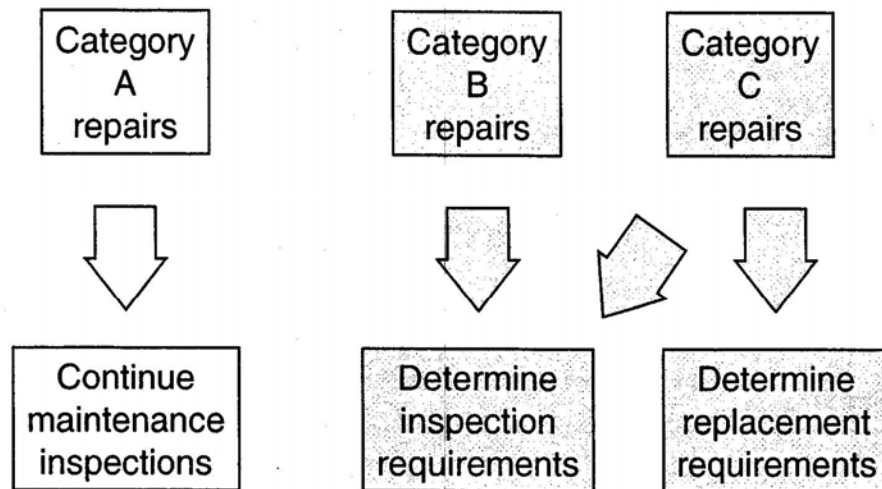 Category
A
repairs
Category
B
repairs
Category
C
repairs
Continue
maintenance
inspections
Determine
inspection
requirements
Determine
replacement
requirements